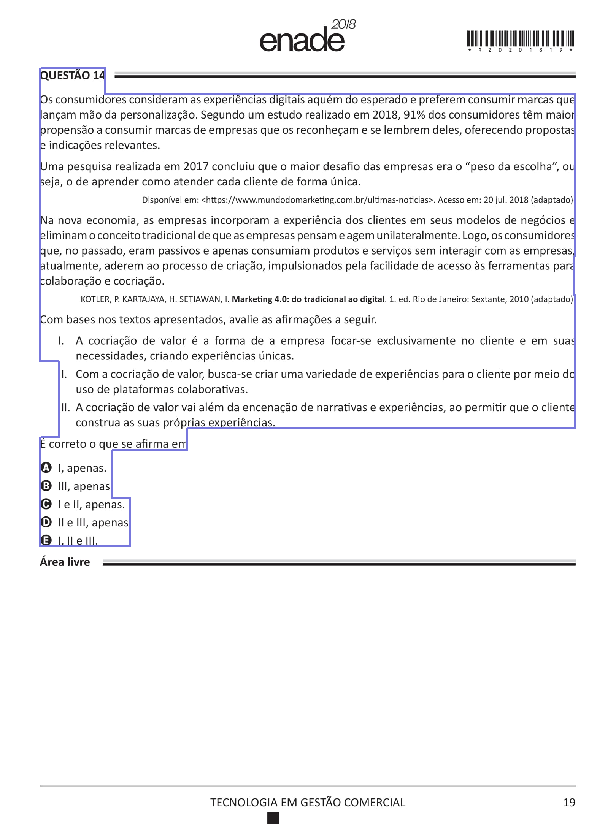 enade2018
*R2020181 9*
QUESTÃO 14
Os consumidores consideram as experiências digitais aquém do esperado e preferem consumir marcas que
lançam mão da personalização. Segundo um estudo realizado em 2018, 91% dos consumidores têm maior
propensão a consumir marcas de empresas que os reconheçam e se lembrem deles, oferecendo propostas
e indicações relevantes.
Uma pesquisa realizada em 2017 concluiu que o maior desafio das empresas era o “peso da escolha”, ou
seja, o de aprender como atender cada cliente de forma única.
Disponível em: <https://www.mundodomarketing.com.br/ultimas-noticias>. Acesso em: 20 jul. 2018 (adaptado)
Na nova economia, as empresas incorporam a experiência dos clientes em seus modelos de negócios e
eliminam o conceito tradicional de que as empresas pensam e agem unilateralmente. Logo, os consumidores
que, no passado, eram passivos e apenas consumiam produtos e serviços sem interagir com as empresas,
atualmente, aderem ao processo de criação, impulsionados pela facilidade de acesso às ferramentas para
colaboração e cocriação.
KOTLER, P. KARTAJAYA, H. SETIAWAN, I. Marketing 4.0: do tradicional ao digital. 1. ed. Rio de Janeiro: Sextante, 2010 (adaptado)
Com bases nos textos apresentados, avalie as afirmações a seguir.
I. A cocriação de valor é a forma de a empresa focar-se exclusivamente no cliente e em suas
necessidades, criando experiências únicas.
I. Com a cocriação de valor, busca-se criar uma variedade de experiências para o cliente por meio do
uso de plataformas colaborativas.
II. A cocriação de valor vai além da encenação de narrativas e experiências, ao permitir que o cliente
construa as suas próprias experiências.
É correto o que se afirma em
A I, apenas.
B III, apenas
C I e II, apenas.
D II e III, apenas
E I, II e III.
Área livre
TECNOLOGIA EM GESTÃO COMERCIAL 19